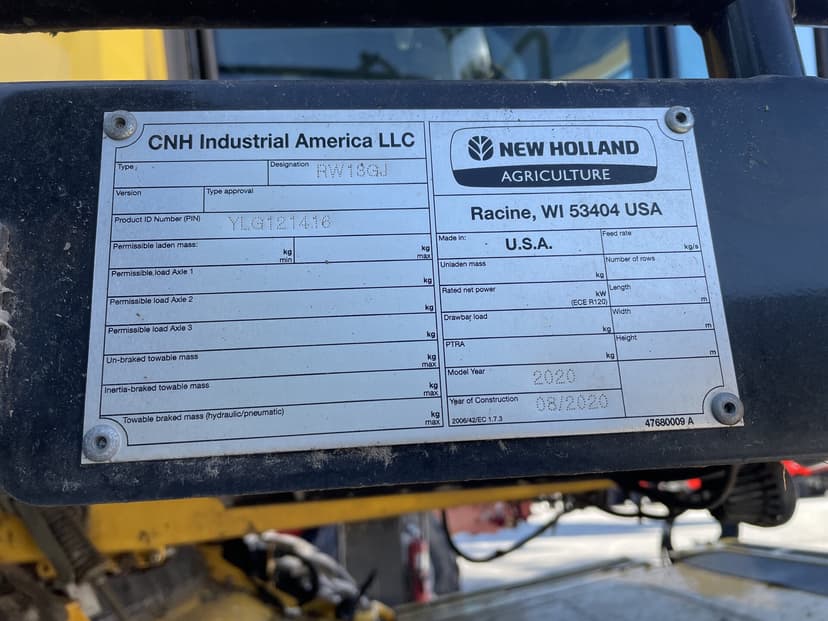 CNH Industrial America LLC
Type
Designation RW18GJ
Version
Type approval
Product ID Number (PIN) YLG121416
Permissible laden mass:
kg min
kg max
Permissible load Axle 1
kg
Permissible load Axle 2
kg
Permissible load Axle 3
kg
Un-braked towable mass
kg max
Inertia-braked towable mass
kg max
Towable braked mass (hydraulic/pneumatic)
kg max
NEW HOLLAND
AGRICULTURE
Racine, WI 53404 USA
Made in: U.S.A.
Feed rate
kg/s
Unladen mass
kg
Number of rows
Rated net power
kW
(ECE R120)
Length
m
Drawbar load
kg
Width
m
PTRA
kg
Height
m
Model Year 2020
Year of Construction 08/2020
2006/42/EC 1.7.3
47680009 A